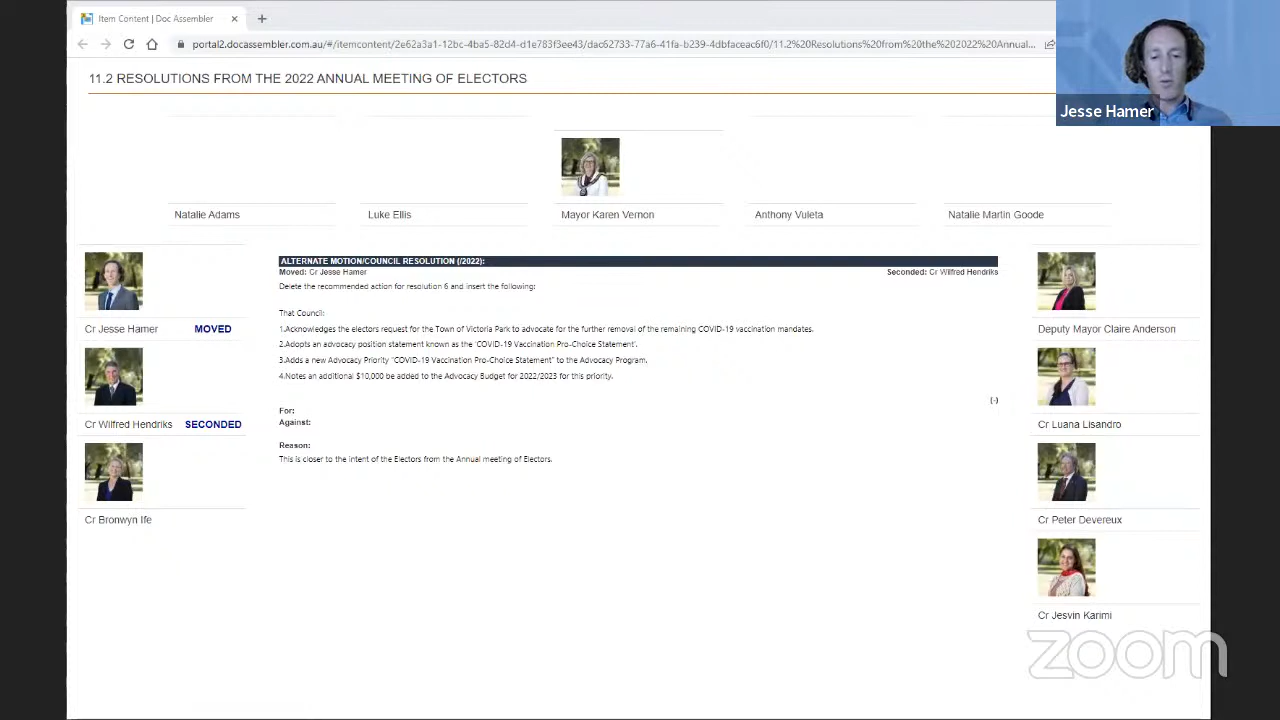 Item Content | Doc Assembler
portal2.docassembler.com.au/#/itemcontent/2e62a3a1-12bc-4ba5-82d4-d1e783f3ee43/dac62733-77a6-41fa-b239-4dbfaceac6f0/11.2%20Resolutions%20from%20the%202022%20Annual...
Jesse Hamer
11.2 RESOLUTIONS FROM THE 2022 ANNUAL MEETING OF ELECTORS
Natalie Adams
Luke Ellis
Mayor Karen Vernon
Anthony Vuleta
Natalie Martin Goode
Cr Jesse Hamer MOVED
Cr Wilfred Hendriks SECONDED
Cr Bronwyn Ife
ALTERNATE MOTION/COUNCIL RESOLUTION (/2022):
Moved: Cr Jesse Hamer Seconded: Cr Wilfred Hendriks
Delete the recommended action for resolution 6 and insert the following:
That Council:
1.Acknowledges the electors request for the Town of Victoria Park to advocate for the further removal of the remaining COVID-19 vaccination mandates.
2.Adopts an advocacy position statement known as the 'COVID-19 Vaccination Pro-Choice Statement'.
3.Adds a new Advocacy Priority "COVID-19 Vaccination Pro-Choice Statement" to the Advocacy Program.
4.Notes an additional be added to the Advocacy Budget for 2022/2023 for this priority.
(-)
For:
Against:
Reason:
This is closer to the intent of the Electors from the Annual meeting of Electors.
Deputy Mayor Claire Anderson
Cr Luana Lisandro
Cr Peter Devereux
Cr Jesvin Karimi
zoom